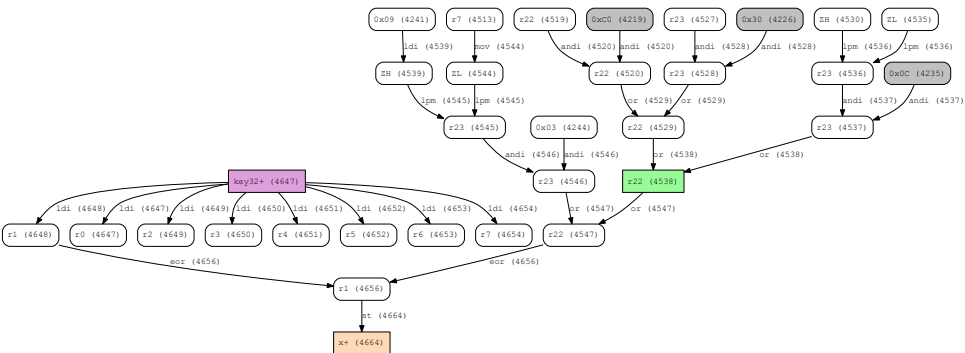 0x09 (4241) r7 (4513) r22 (4519) 0xC0 (4219) r23 (4527) 0x30 (4226) ZH (4530) ZL (4535)
ldi (4539) mov (4544) andi (4520) andi (4520) andi (4528) andi (4528) lpm (4536) lpm (4536)
ZH (4539) ZL (4544) r22 (4520) r23 (4528) r23 (4536) 0x0C (4235)
lpm (4545) lpm (4545) or (4529) or (4529) andi (4537) andi (4537)
r23 (4545) 0x03 (4244) r22 (4529) r23 (4537)
andi (4546) andi (4546) or (4538) or (4538)
key32+ (4647) r23 (4546) r22 (4538)
ldi (4648) ldi (4647) ldi (4649) ldi (4650) ldi (4651) ldi (4652) ldi (4653) ldi (4654) or (4547) or (4547)
r1 (4648) r0 (4647) r2 (4649) r3 (4650) r4 (4651) r5 (4652) r6 (4653) r7 (4654) r22 (4547)
eor (4656) eor (4656)
r1 (4656)
st (4664)
x+ (4664)